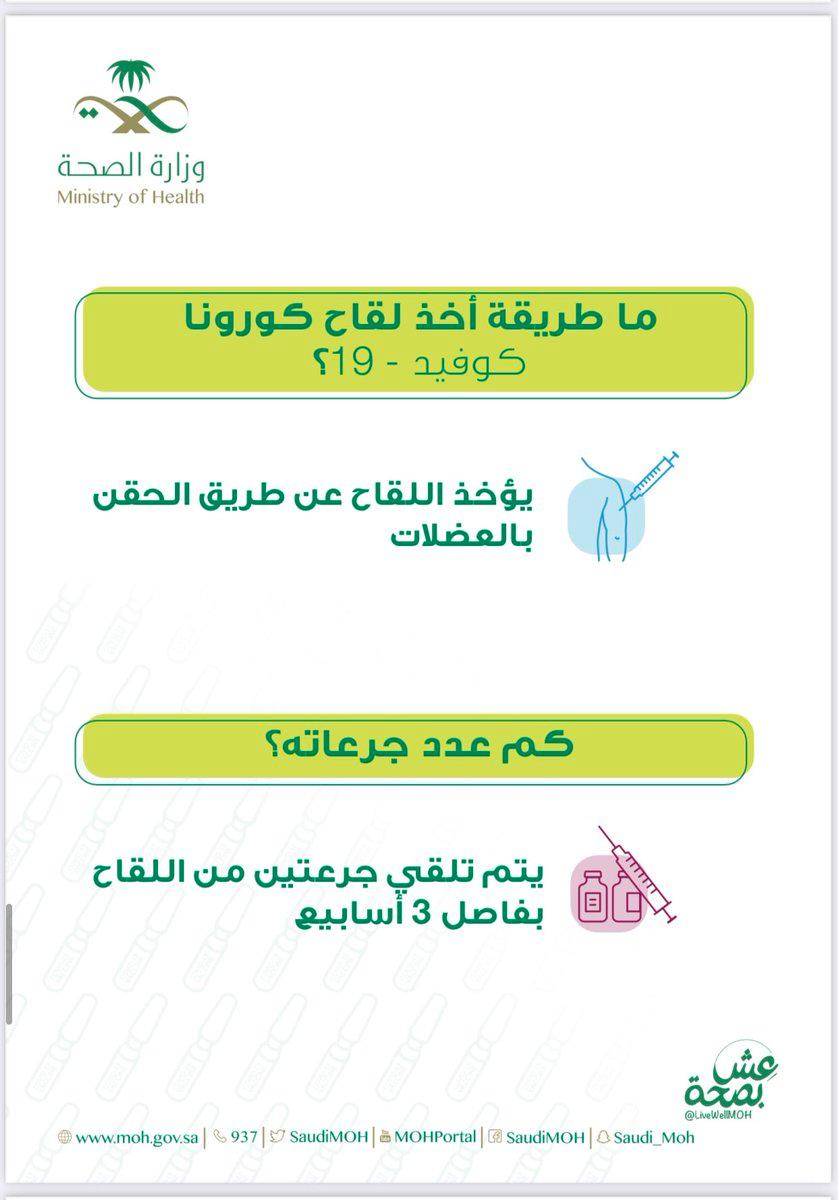 وزارة الصحة
Ministry of Health
ما طريقة أخذ لقاح كورونا
كوفيد - 19؟
يؤخذ اللقاح عن طريق الحقن
بالعضلات
كم عدد جرعاته؟
يتم تلقي جرعتين من اللقاح
بفاصل 3 أسابيع
عش
بصحة
@LiveWellMOH
www.moh.gov.sa | 937 | SaudiMOH | MOHPortal | SaudiMOH | Saudi_Moh